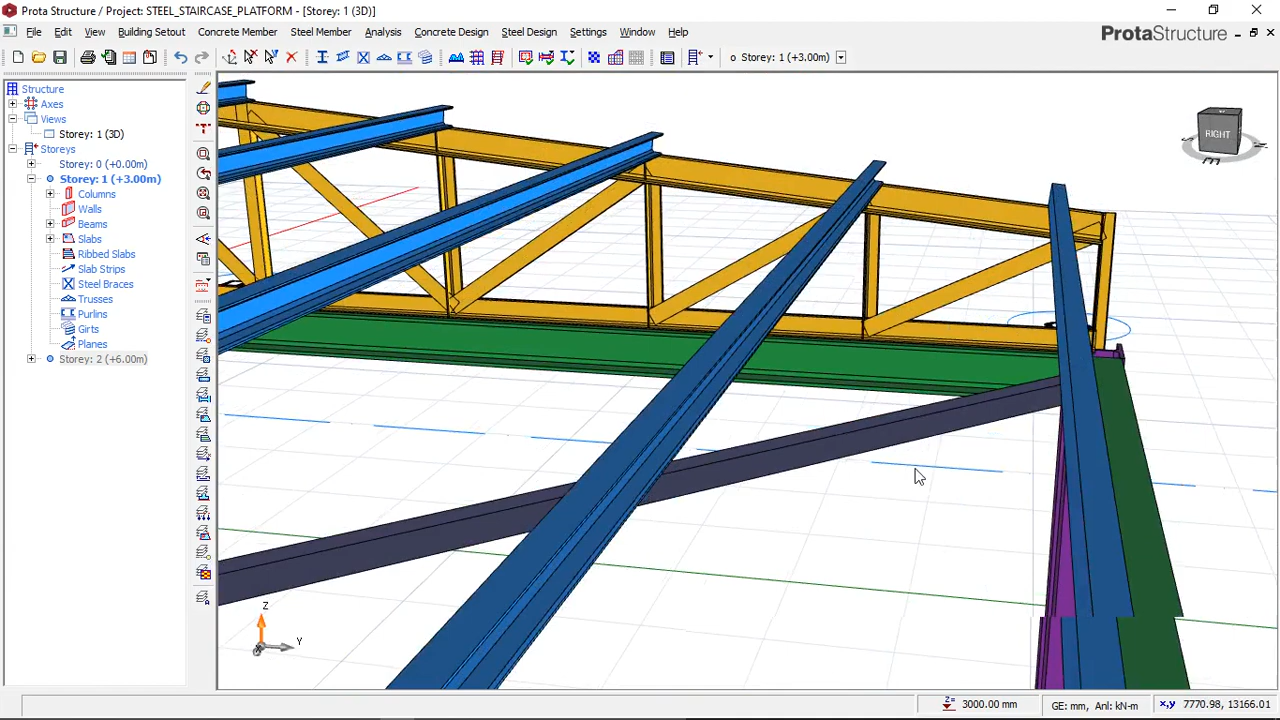 Prota Structure / Project: STEEL_STAIRCASE_PLATFORM - [Storey: 1 (3D)]
File Edit View Building Setout Concrete Member Steel Member Analysis Concrete Design Steel Design Settings Window Help
ProtaStructure
o Storey: 1 (+3.00m)
Structure
Axes
Views
Storey: 1 (3D)
Storeys
Storey: 0 (+0.00m)
Storey: 1 (+3.00m)
Columns
Walls
Beams
Slabs
Ribbed Slabs
Slab Strips
Steel Braces
Trusses
Purlins
Girts
Planes
Storey: 2 (+6.00m)
RIGHT
Z
Y
Z= 3000.00 mm
GE: mm, Anl: kN-m
x,y 7770.98, 13166.01